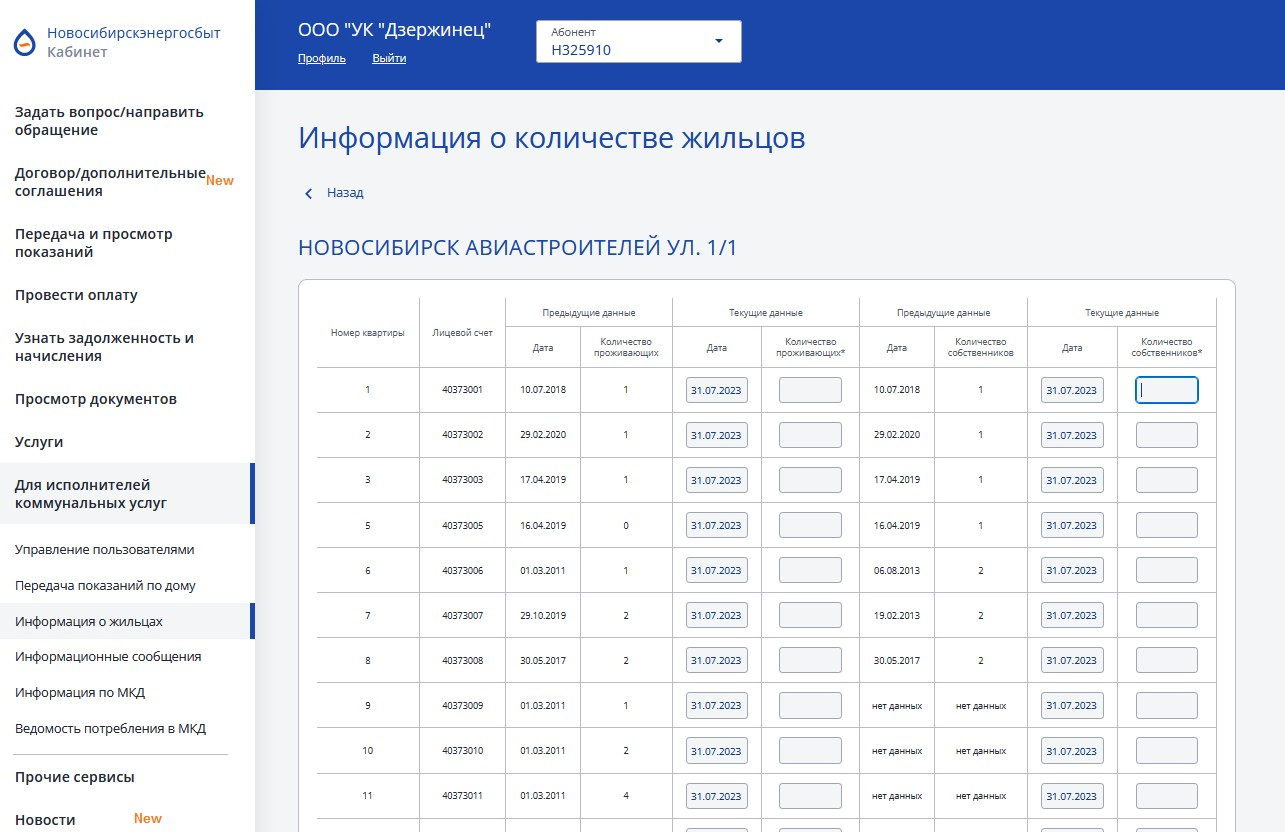 Новосибирскэнергосбыт
Кабинет
ООО "УК "Дзержинец"
Профиль Выйти
Абонент
Н325910
Задать вопрос/направить
обращение
Договор/дополнительные
соглашения
New
Передача и просмотр
показаний
Провести оплату
Узнать задолженность и
начисления
Просмотр документов
Услуги
Для исполнителей
коммунальных услуг
Управление пользователями
Передача показаний по дому
Информация о жильцах
Информационные сообщения
Информация по МКД
Ведомость потребления в МКД
Прочие сервисы
Новости New
Информация о количестве жильцов
Назад
НОВОСИБИРСК АВИАСТРОИТЕЛЕЙ УЛ. 1/1
Номер квартиры Лицевой счет Предыдущие данные Текущие данные Предыдущие данные Текущие данные
Дата Количество проживающих Дата Количество проживающих* Дата Количество собственников Дата Количество собственников*
1 40373001 10.07.2018 1 31.07.2023 10.07.2018 1 31.07.2023
2 40373002 29.02.2020 1 31.07.2023 29.02.2020 1 31.07.2023
3 40373003 17.04.2019 1 31.07.2023 17.04.2019 1 31.07.2023
5 40373005 16.04.2019 0 31.07.2023 16.04.2019 1 31.07.2023
6 40373006 01.03.2011 1 31.07.2023 06.08.2013 2 31.07.2023
7 40373007 29.10.2019 2 31.07.2023 19.02.2013 2 31.07.2023
8 40373008 30.05.2017 2 31.07.2023 30.05.2017 2 31.07.2023
9 40373009 01.03.2011 1 31.07.2023 нет данных нет данных 31.07.2023
10 40373010 01.03.2011 2 31.07.2023 нет данных нет данных 31.07.2023
11 40373011 01.03.2011 4 31.07.2023 нет данных нет данных 31.07.2023